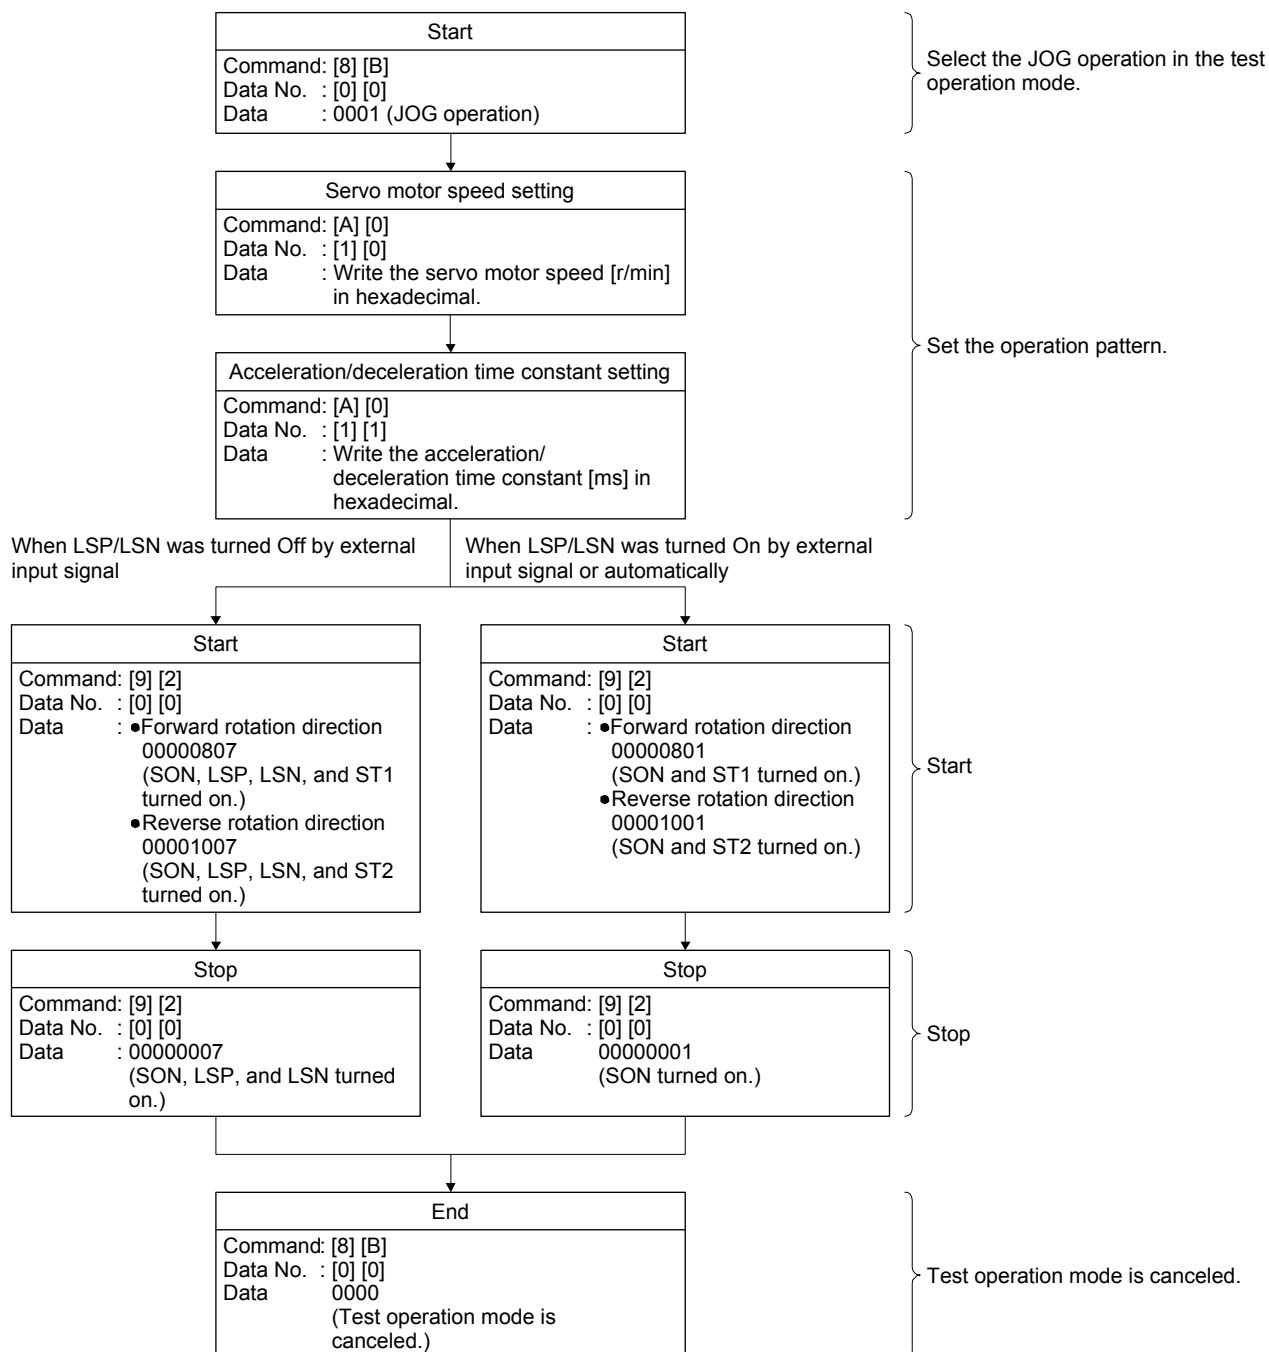 Start
Command: [8] [B]
Data No. : [0] [0]
Data : 0001 (JOG operation)
Select the JOG operation in the test
operation mode.
Servo motor speed setting
Command: [A] [0]
Data No. : [1] [0]
Data : Write the servo motor speed [r/min]
in hexadecimal.
Acceleration/deceleration time constant setting
Command: [A] [0]
Data No. : [1] [1]
Data : Write the acceleration/
deceleration time constant [ms] in
hexadecimal.
Set the operation pattern.
When LSP/LSN was turned Off by external
input signal
When LSP/LSN was turned On by external
input signal or automatically
Start
Command: [9] [2]
Data No. : [0] [0]
Data : ●Forward rotation direction
00000807
(SON, LSP, LSN, and ST1
turned on.)
●Reverse rotation direction
00001007
(SON, LSP, LSN, and ST2
turned on.)
Start
Command: [9] [2]
Data No. : [0] [0]
Data : ●Forward rotation direction
00000801
(SON and ST1 turned on.)
●Reverse rotation direction
00001001
(SON and ST2 turned on.)
Start
Stop
Command: [9] [2]
Data No. : [0] [0]
Data : 00000007
(SON, LSP, and LSN turned
on.)
Stop
Command: [9] [2]
Data No. : [0] [0]
Data 00000001
(SON turned on.)
Stop
End
Command: [8] [B]
Data No. : [0] [0]
Data 0000
(Test operation mode is
canceled.)
Test operation mode is canceled.